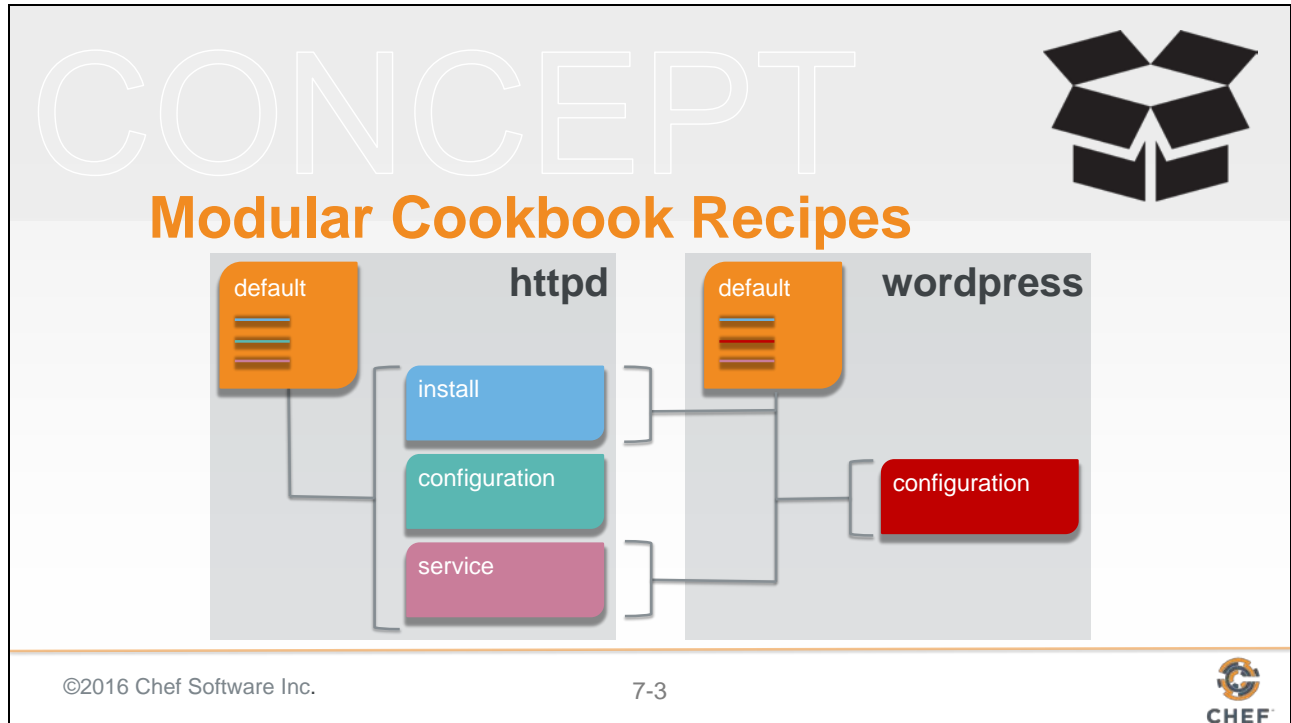 CONCEPT
Modular Cookbook Recipes
default
httpd
install
configuration
service
default
wordpress
configuration
©2016 Chef Software Inc.
7-3
CHEF